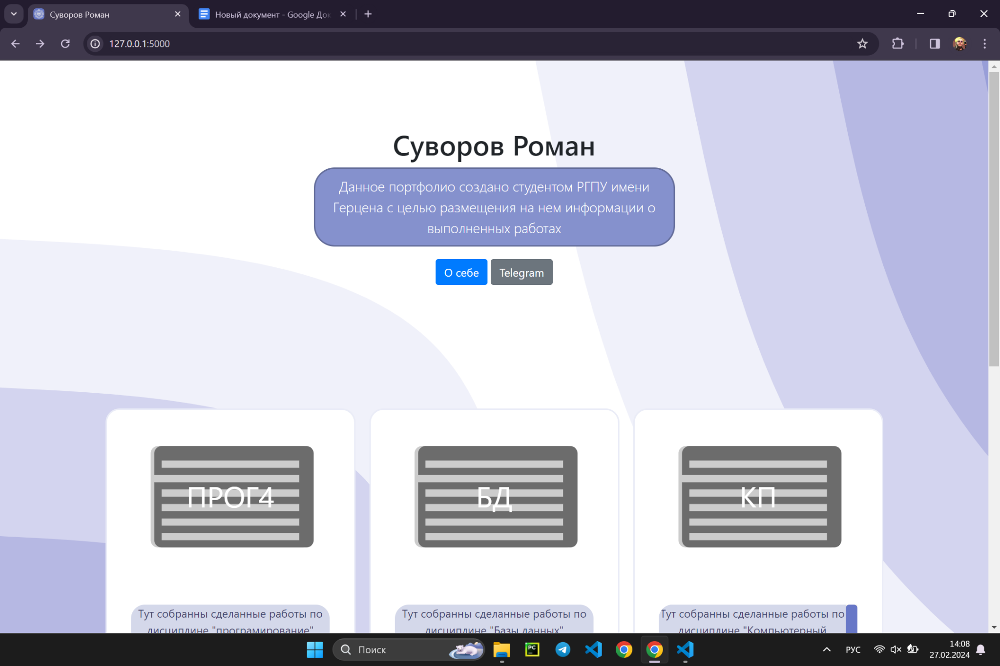 Суворов Роман
Новый документ - Google Док
127.0.0.1:5000
Суворов Роман
Данное портфолио создано студентом РГПУ имени
Герцена с целью размещения на нем информации о
выполненных работах
О себе
Telegram
ПРОГ4
БД
КП
Тут собранны сделанные работы по
дисциплине "програмирование"
Тут собранны сделанные работы по
дисциплине "Базы данных"
Тут собранны сделанные работы по
дисциплине "Компьютерный
Поиск
PC
РУС
14:08
27.02.2024